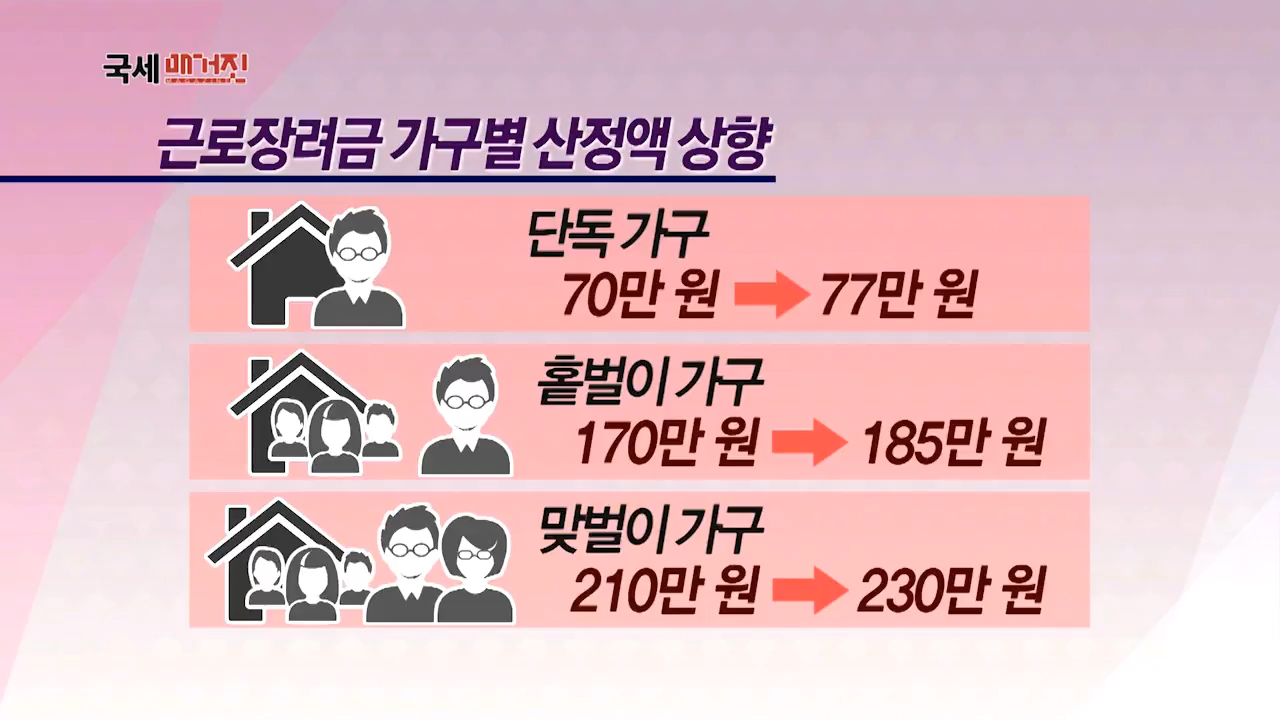 국세 매거진
MAGAZINE
근로장려금 가구별 산정액 상향
단독 가구
70만 원 77만 원
홑벌이 가구
170만 원 185만 원
맞벌이 가구
210만 원 230만 원